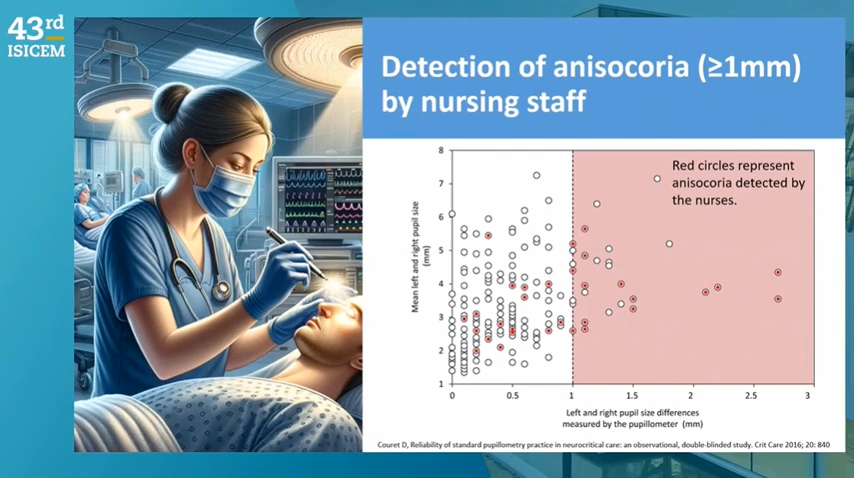 43rd
ISICEM
Detection of anisocoria (≥1mm)
by nursing staff
Red circles represent
anisocoria detected by
the nurses.
Mean left and right pupil size
(mm)
8
7
6
5
4
3
2
1
0
0.5
1
1.5
2
2.5
3
Left and right pupil size differences
measured by the pupillometer (mm)
Couret D, Reliability of standard pupillometry practice in neurocritical care: an observational, double-blinded study. Crit Care 2016; 20: 840